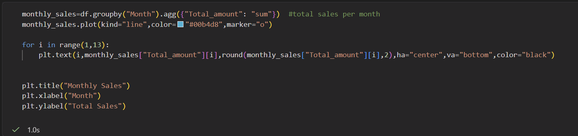 monthly_sales=df.groupby("Month").agg({"Total_amount": "sum"})  #total sales per month
monthly_sales.plot(kind="line",color="#00b4d8",marker="o")
for i in range(1,13):
    plt.text(i,monthly_sales["Total_amount"][i],round(monthly_sales["Total_amount"][i],2),ha="center",va="bottom",color="black")
plt.title("Monthly Sales")
plt.xlabel("Month")
plt.ylabel("Total Sales")
1.0s